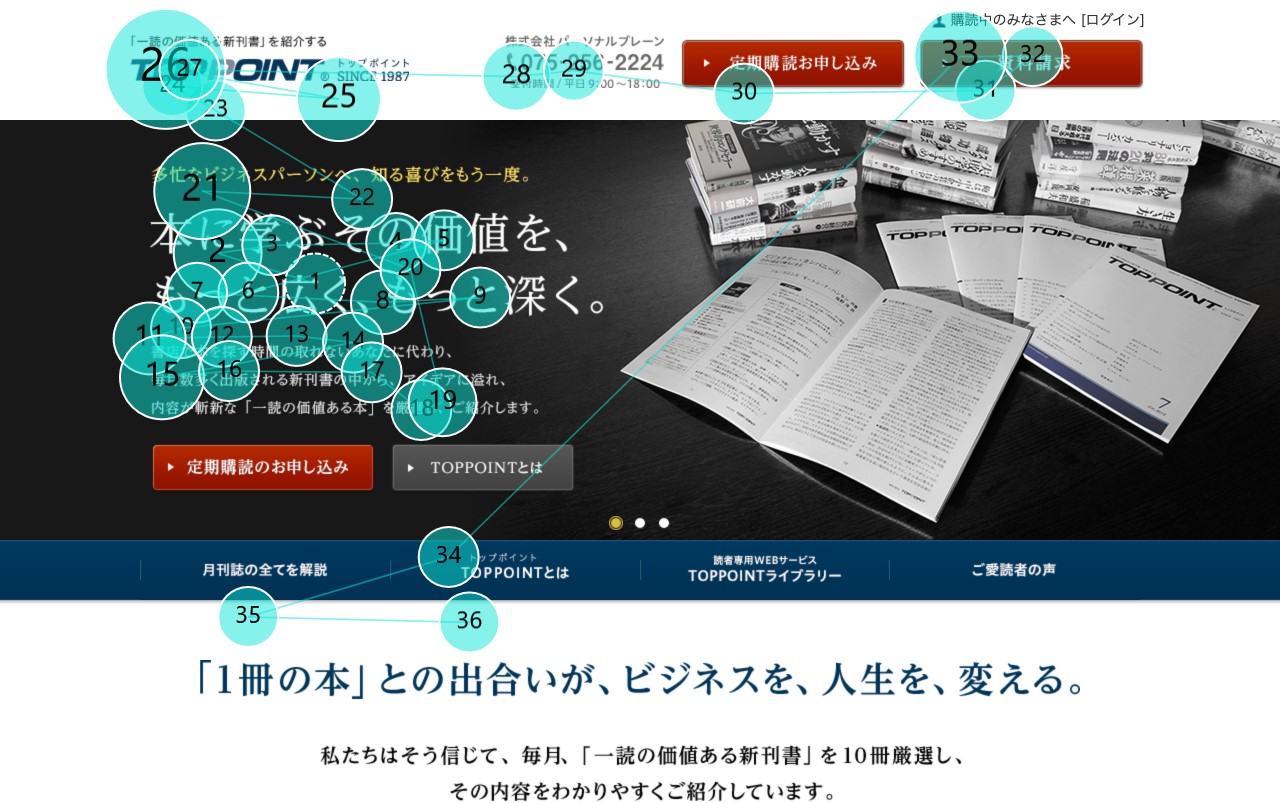 購読中のみなさまへ [ログイン]
「一読の価値ある新刊書」を紹介する
TOPPOINT® トップポイント SINCE 1987
株式会社パーソナルブレーン
受付時間 / 平日 9:00〜18:00
定期購読お申し込み
資料請求
多忙なビジネスパーソンへ、知る喜びをもう一度。
本に学ぶその価値を、
もっと広く、もっと深く。
時間の取れないあなたに代わり、
出版される新刊書の中から、アイデアに溢れ、
内容が斬新な「一読の価値ある本」を厳選し、ご紹介します。
定期購読のお申し込み
TOPPOINTとは
TOPPOINT
7
月刊誌の全てを解説
トップポイント
TOPPOINTとは
読者専用WEBサービス
TOPPOINTライブラリー
ご愛読者の声
「1冊の本」との出合いが、ビジネスを、人生を、変える。
私たちはそう信じて、毎月、「一読の価値ある新刊書」を10冊厳選し、
その内容をわかりやすくご紹介しています。
1
2
3
4
5
6
7
8
9
10
11
12
13
14
15
16
17
18
19
20
21
22
23
24
25
26
27
28
29
30
31
32
33
34
35
36